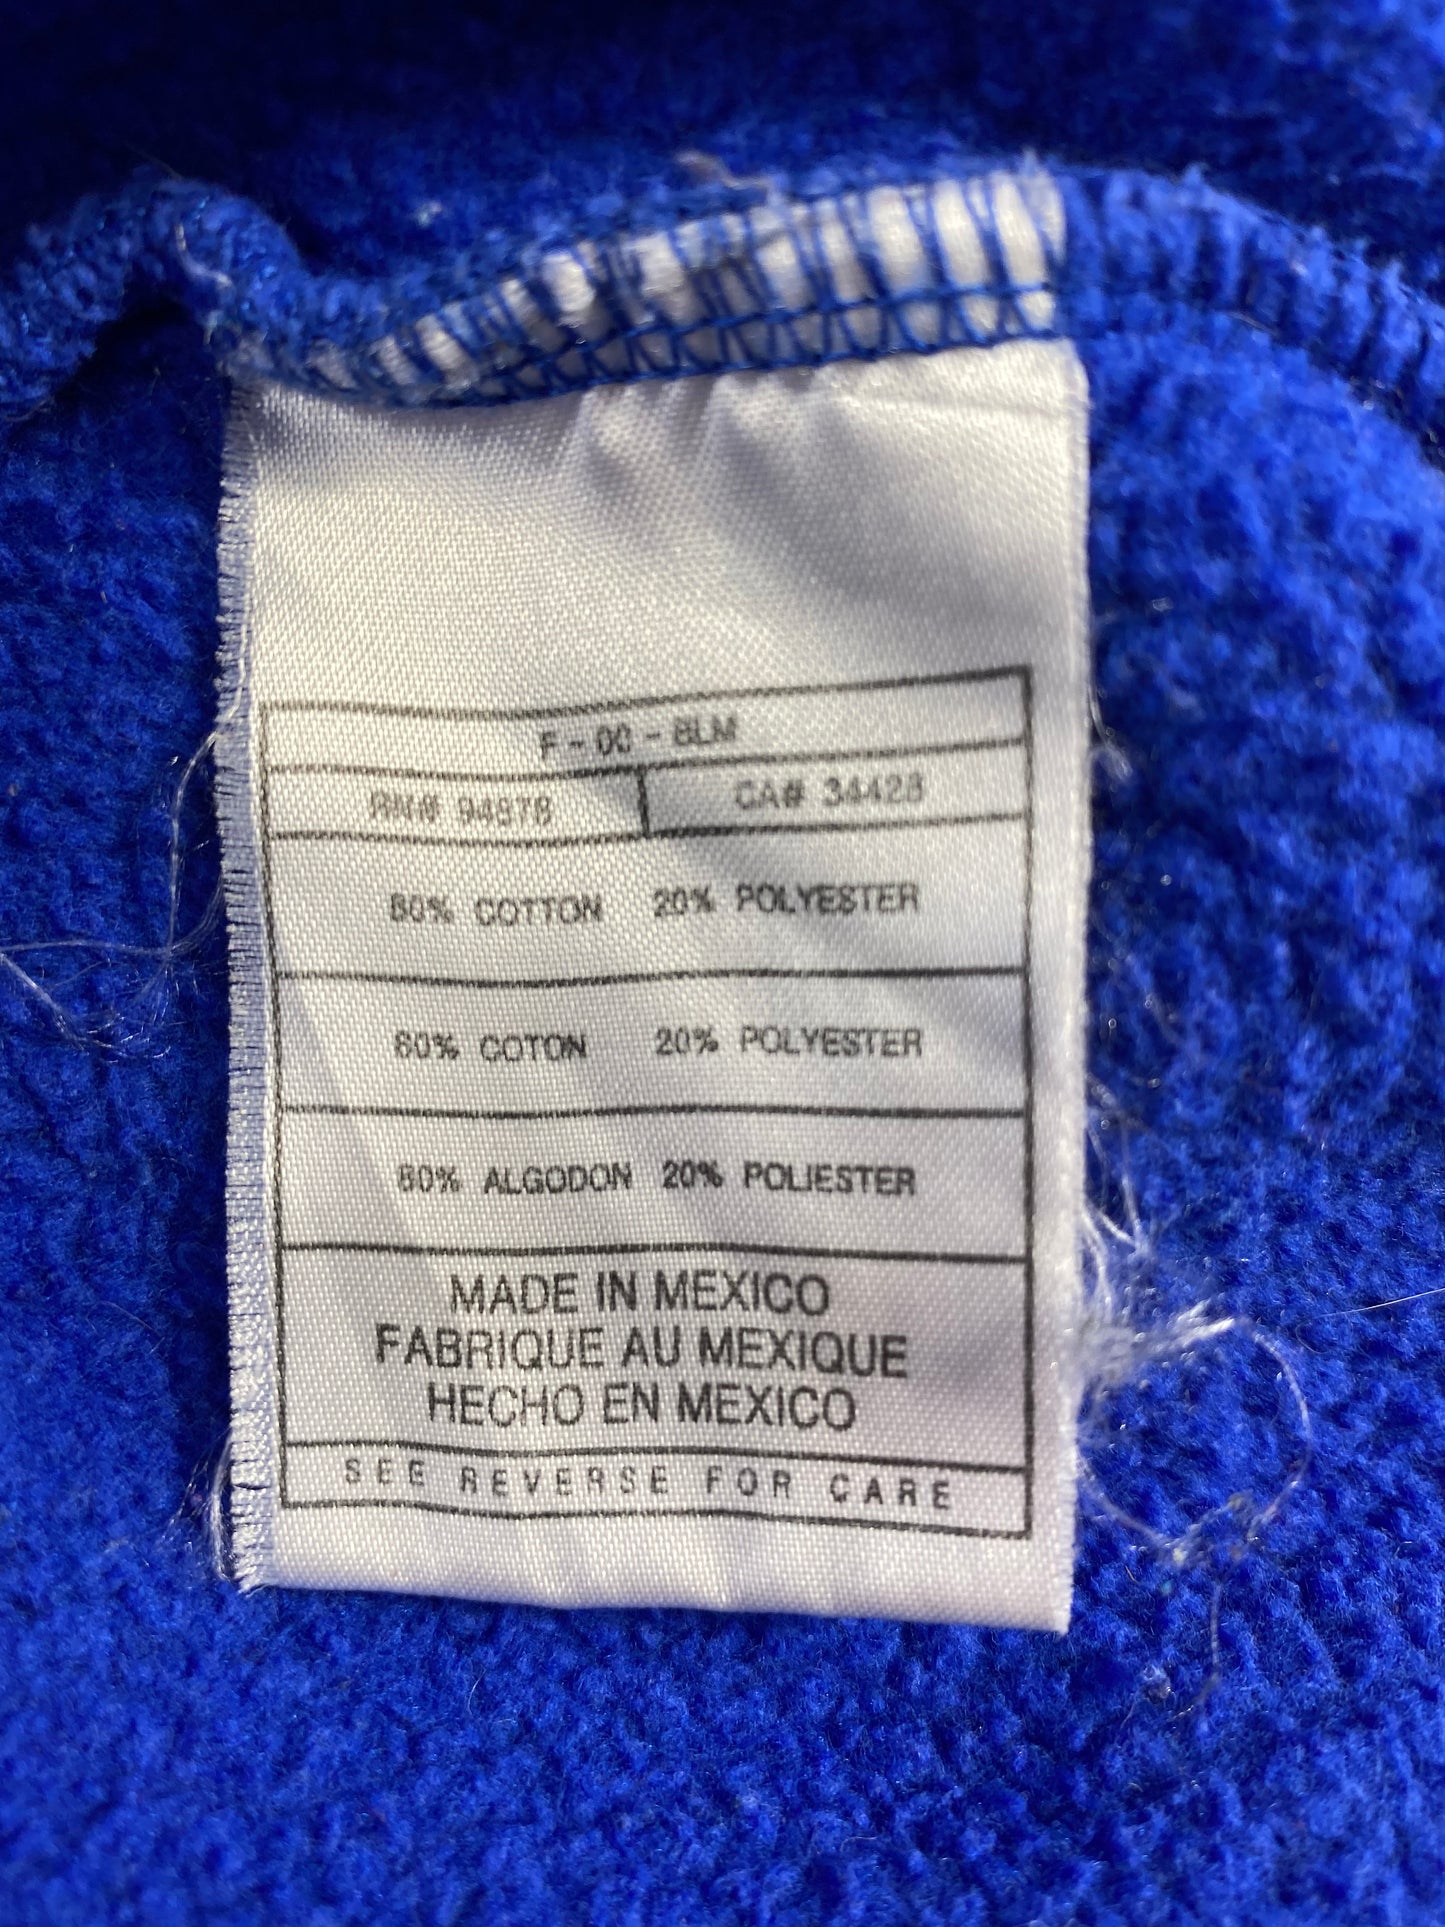 F - 00 - BLM
RN# 94878 CA# 34428
80% COTTON 20% POLYESTER
80% COTON 20% POLYESTER
80% ALGODON 20% POLIESTER
MADE IN MEXICO
FABRIQUE AU MEXIQUE
HECHO EN MEXICO
SEE REVERSE FOR CARE